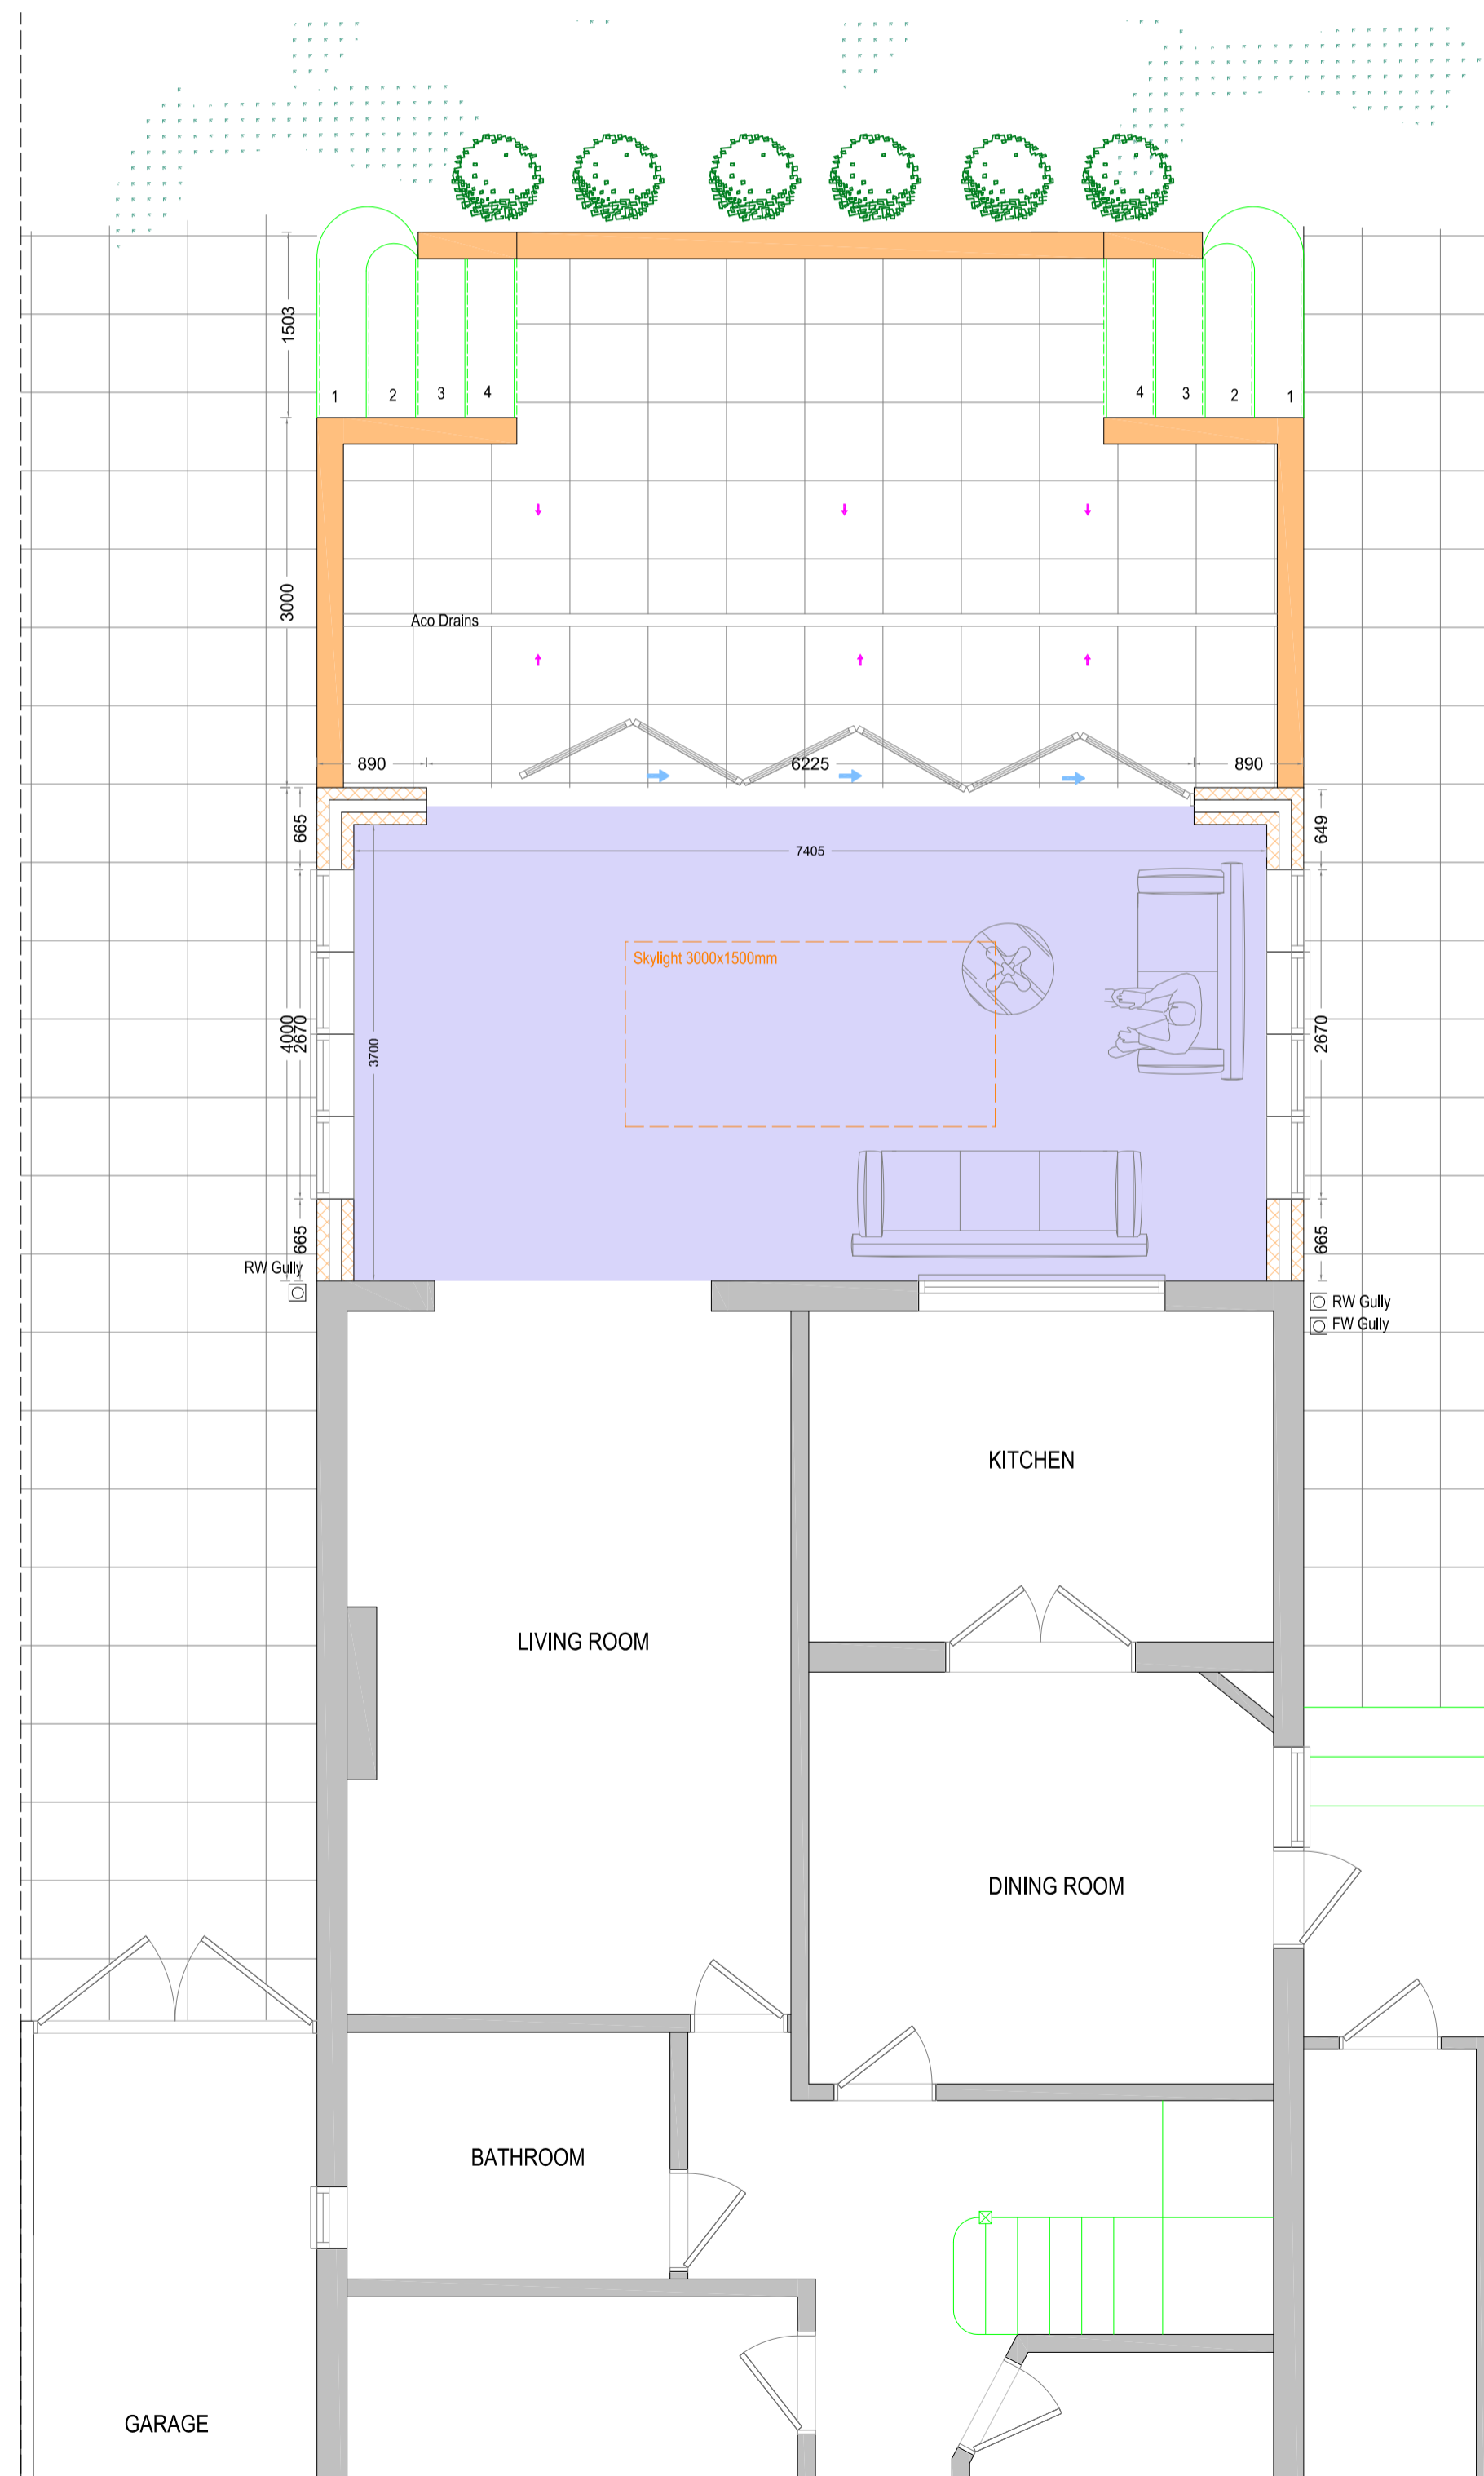 1503
1
2
3
4
4
3
2
1
3000
Aco Drains
890
6225
890
665
649
7405
Skylight 3000x1500mm
4000
2670
3700
2670
665
665
RW Gully
RW Gully
FW Gully
KITCHEN
LIVING ROOM
DINING ROOM
BATHROOM
GARAGE